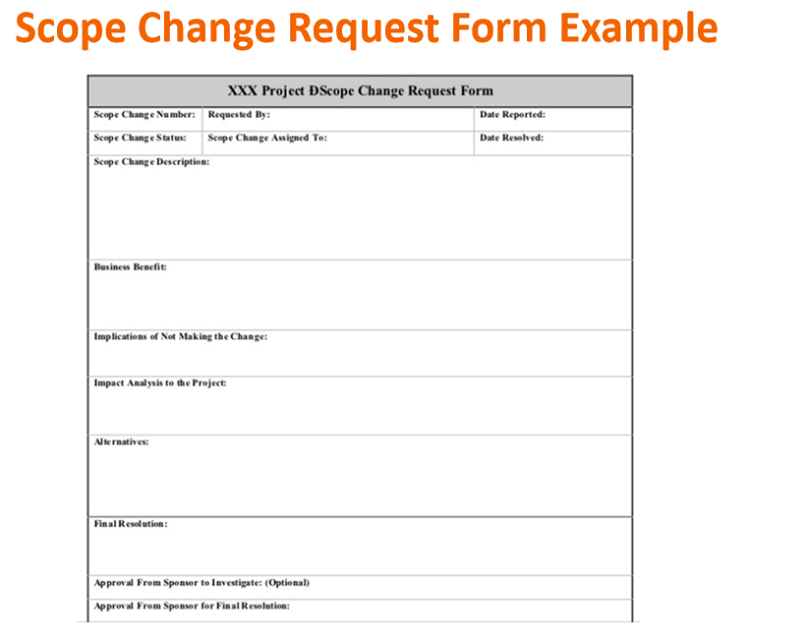 Scope Change Request Form Example
XXX Project ĐScope Change Request Form
Scope Change Number: Requested By: Date Reported:
Scope Change Status: Scope Change Assigned To: Date Resolved:
Scope Change Description:
Business Benefit:
Implications of Not Making the Change:
Impact Analysis to the Project:
Alternatives:
Final Resolution:
Approval From Sponsor to Investigate: (Optional)
Approval From Sponsor for Final Resolution: